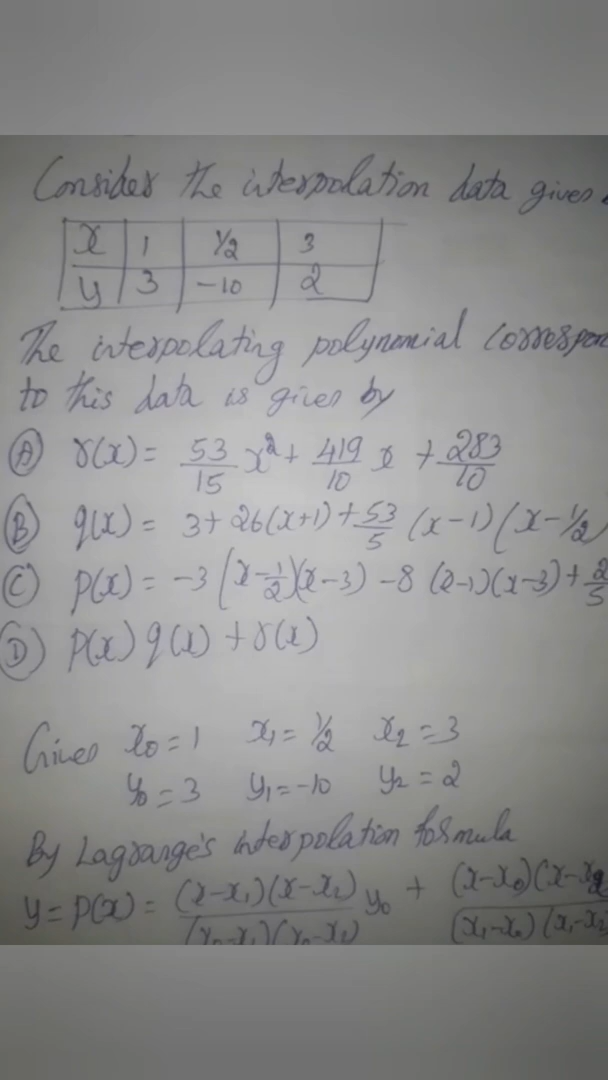 Consider the interpolation data given
x 1 1/2 3
y 3 -10 2
The interpolating polynomial correspon
to this data is given by
(A) r(x) = 53/15 x² + 419/10 x + 283/10
(B) q(x) = 3 + 26(x+1) + 53/5 (x-1)(x-1/2
(C) p(x) = -3 (x-1/2)(x-3) -8 (x-1)(x-3) + 2/5
(D) p(x) q(x) + r(x)
Given x₀ = 1 x₁ = 1/2 x₂ = 3
y₀ = 3 y₁ = -10 y₂ = 2
By Lagrange's interpolation formula
y = p(x) = (x-x₁)(x-x₂)/(x₀-x₁)(x₀-x₂) y₀ + (x-x₀)(x-x₂/(x₁-x₀)(x₁-x₂